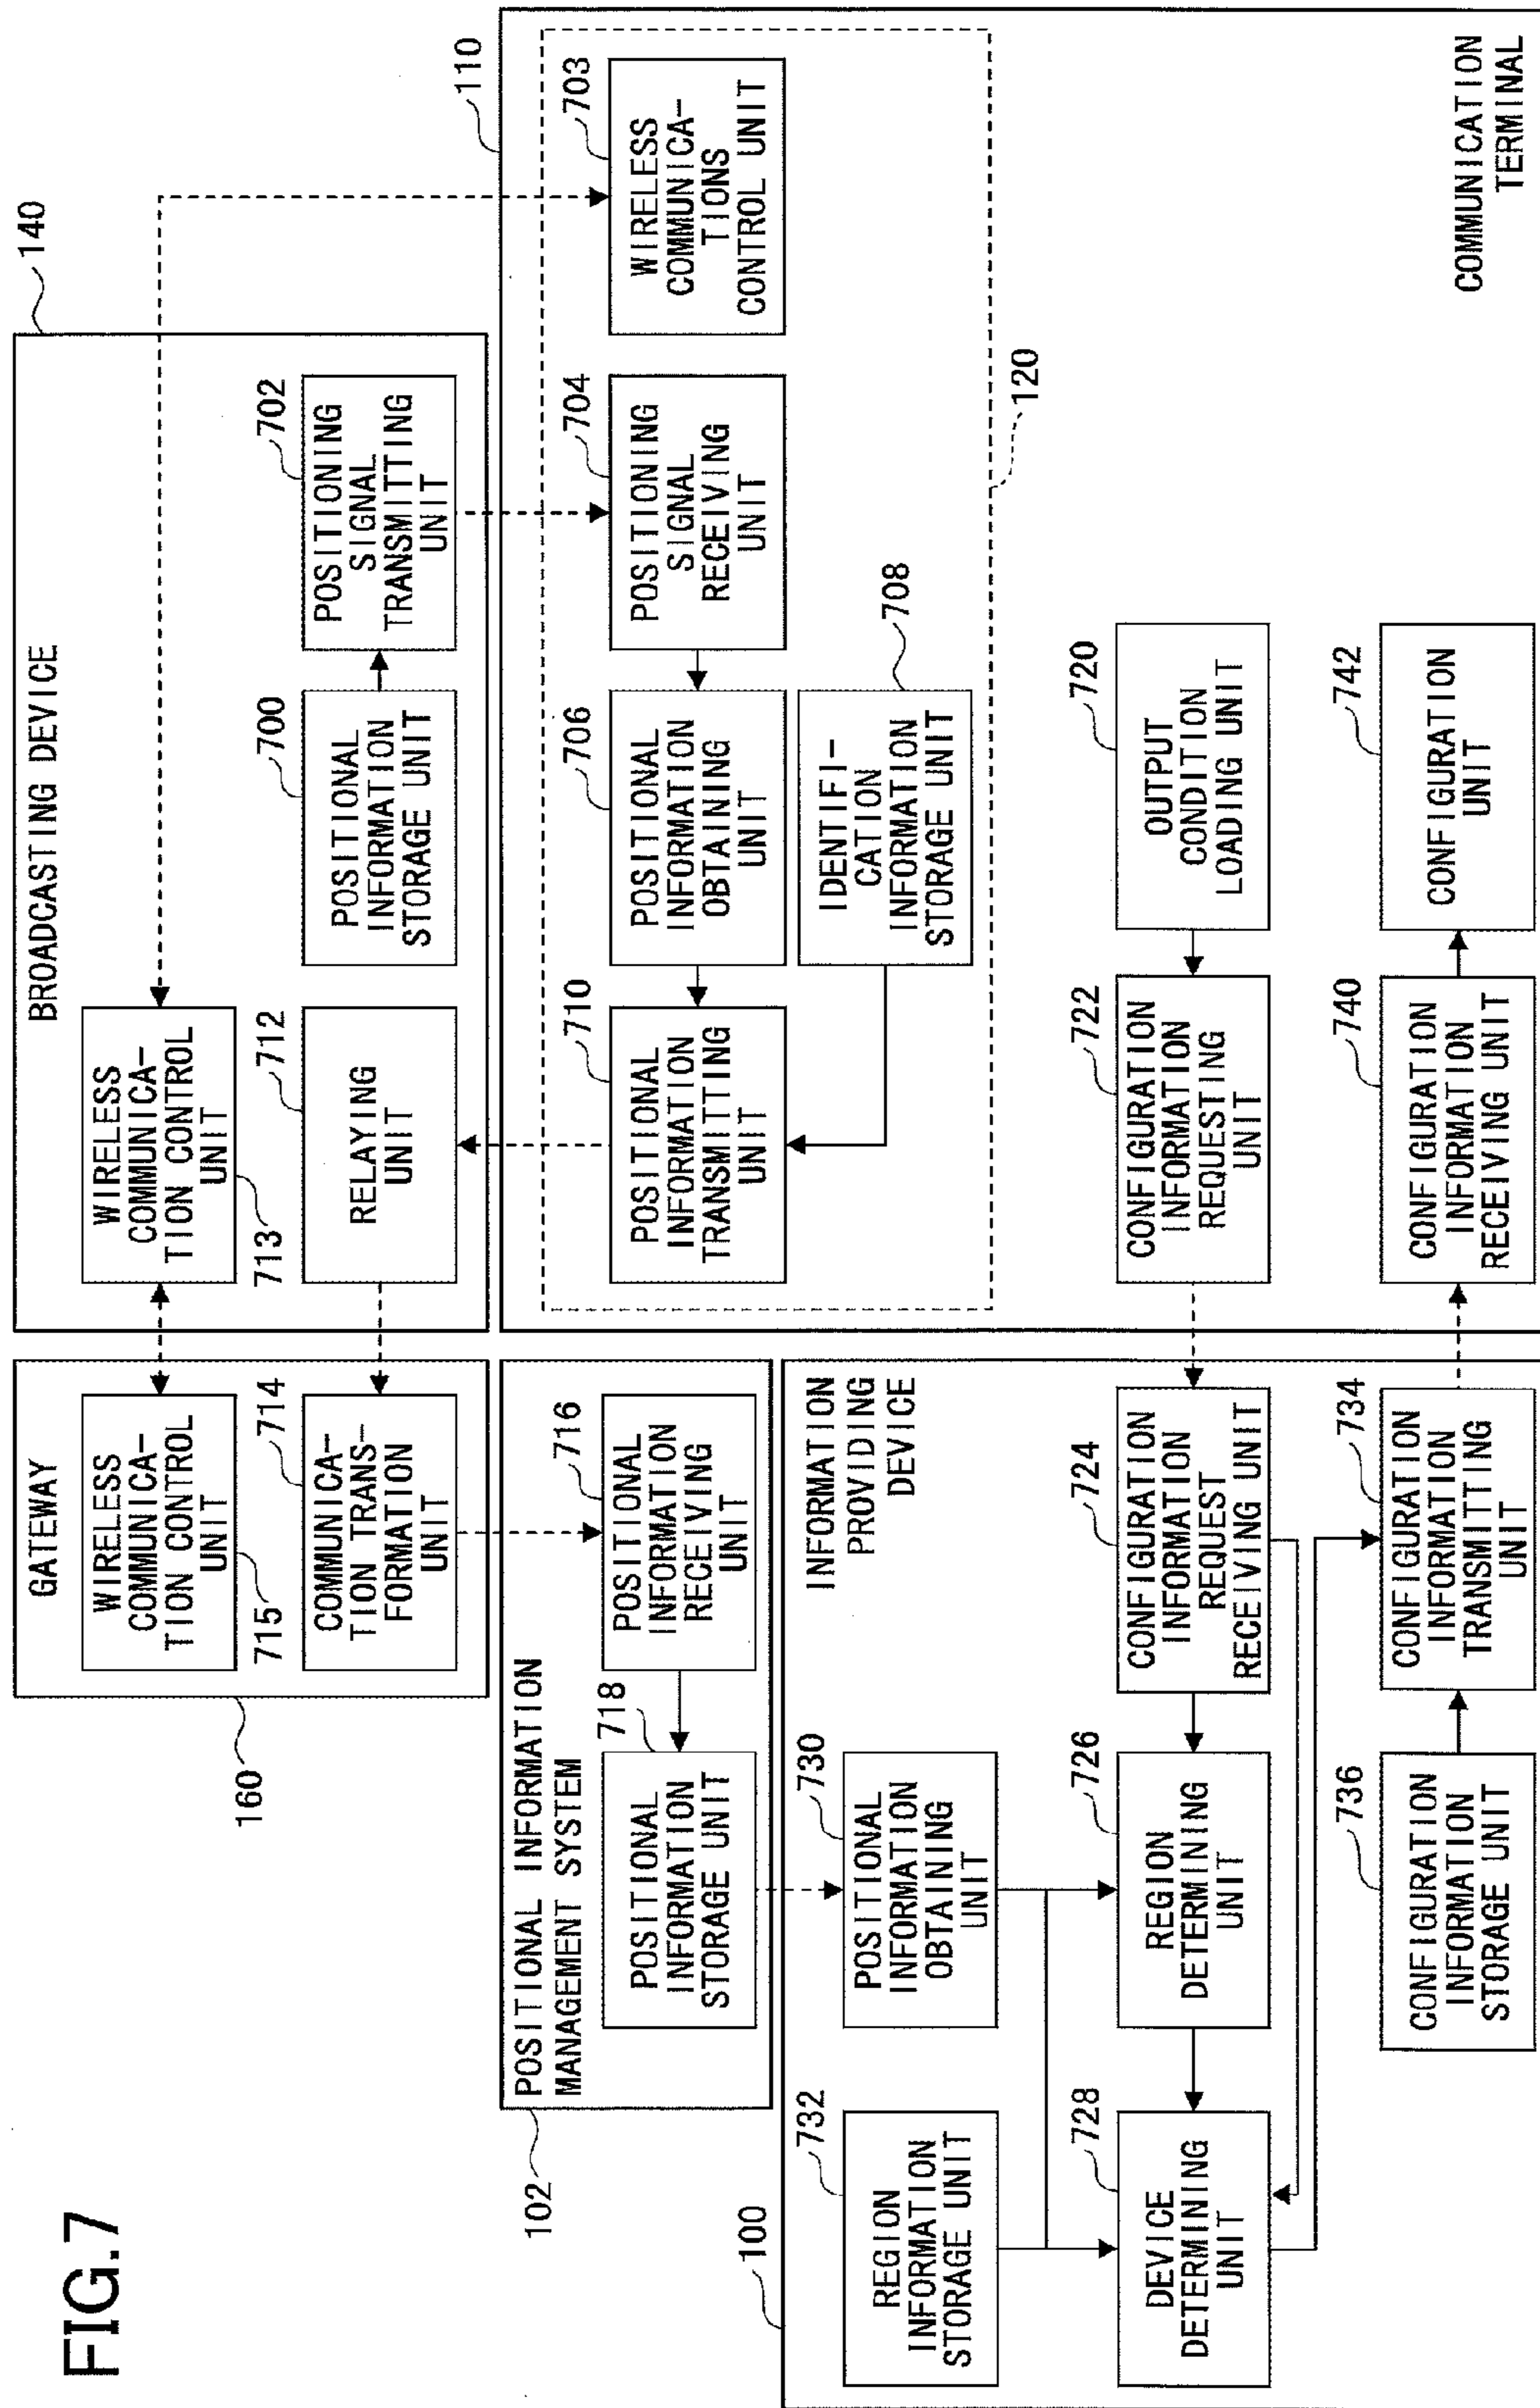 FIG.7
GATEWAY
160
WIRELESS
COMMUNICA-
TION CONTROL
UNIT
715
COMMUNICA-
TION TRANS-
FORMATION
UNIT
714
BROADCASTING DEVICE
140
WIRELESS
COMMUNICA-
TION CONTROL
UNIT
713
RELAYING
UNIT
712
POSITIONAL
INFORMATION
STORAGE UNIT
700
POSITIONING
SIGNAL
TRANSMITTING
UNIT
702
POSITIONAL INFORMATION
MANAGEMENT SYSTEM
102
POSITIONAL
INFORMATION
STORAGE UNIT
718
POSITIONAL
INFORMATION
RECEIVING
UNIT
716
110
120
POSITIONAL
INFORMATION
TRANSMITTING
UNIT
710
POSITIONAL
INFORMATION
OBTAINING
UNIT
706
POSITIONING
SIGNAL
RECEIVING
UNIT
704
WIRELESS
COMMUNICA-
TIONS
CONTROL UNIT
703
IDENTIFI-
CATION
INFORMATION
STORAGE UNIT
708
INFORMATION
PROVIDING
DEVICE
100
REGION
INFORMATION
STORAGE UNIT
732
POSITIONAL
INFORMATION
OBTAINING
UNIT
730
DEVICE
DETERMINING
UNIT
728
REGION
DETERMINING
UNIT
726
CONFIGURATION
INFORMATION
REQUEST
RECEIVING UNIT
724
CONFIGURATION
INFORMATION
REQUESTING
UNIT
722
OUTPUT
CONDITION
LOADING UNIT
720
CONFIGURATION
INFORMATION
STORAGE UNIT
736
CONFIGURATION
INFORMATION
TRANSMITTING
UNIT
734
CONFIGURATION
INFORMATION
RECEIVING UNIT
740
CONFIGURATION
UNIT
742
COMMUNICATION
TERMINAL